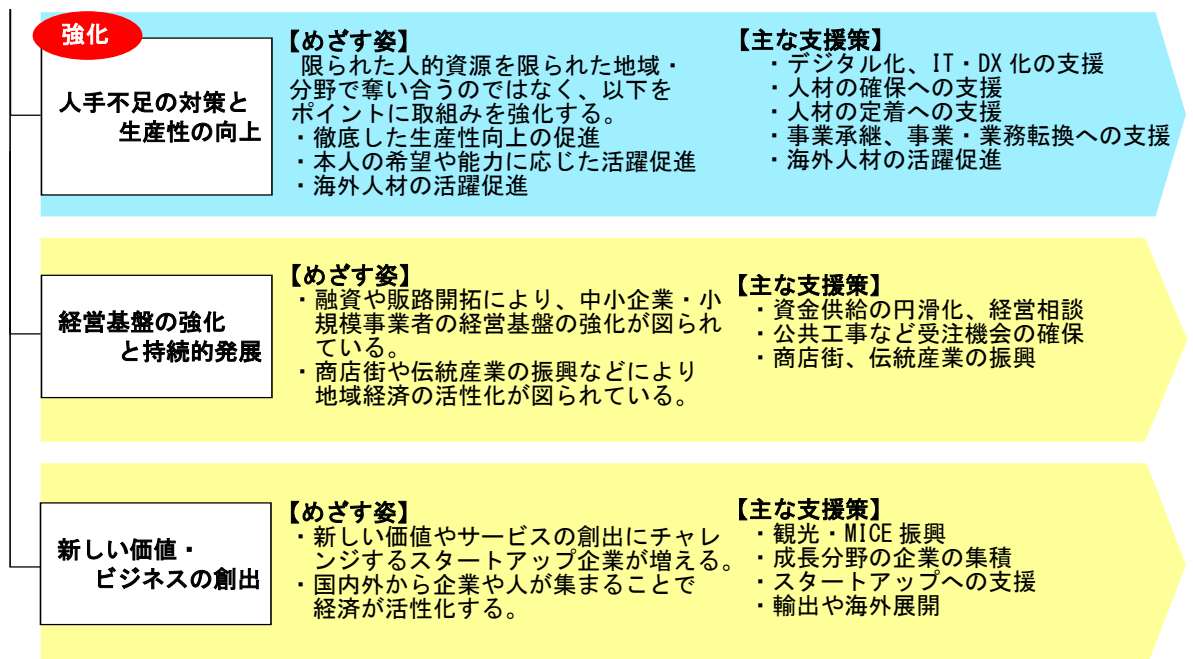 強化
人手不足の対策と
生産性の向上
【めざす姿】
限られた人的資源を限られた地域・
分野で奪い合うのではなく、以下を
ポイントに取組みを強化する。
・徹底した生産性向上の促進
・本人の希望や能力に応じた活躍促進
・海外人材の活躍促進
【主な支援策】
・デジタル化、IT・DX化の支援
・人材の確保への支援
・人材の定着への支援
・事業承継、事業・業務転換への支援
・海外人材の活躍促進
経営基盤の強化
と持続的発展
【めざす姿】
・融資や販路開拓により、中小企業・小
規模事業者の経営基盤の強化が図られ
ている。
・商店街や伝統産業の振興などにより
地域経済の活性化が図られている。
【主な支援策】
・資金供給の円滑化、経営相談
・公共工事など受注機会の確保
・商店街、伝統産業の振興
新しい価値・
ビジネスの創出
【めざす姿】
・新しい価値やサービスの創出にチャレ
ンジするスタートアップ企業が増える。
・国内外から企業や人が集まることで
経済が活性化する。
【主な支援策】
・観光・MICE振興
・成長分野の企業の集積
・スタートアップへの支援
・輸出や海外展開